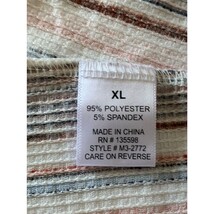 XL
95% POLYESTER
5% SPANDEX
MADE IN CHINA
RN # 135598
STYLE # M3-2772
CARE ON REVERSE